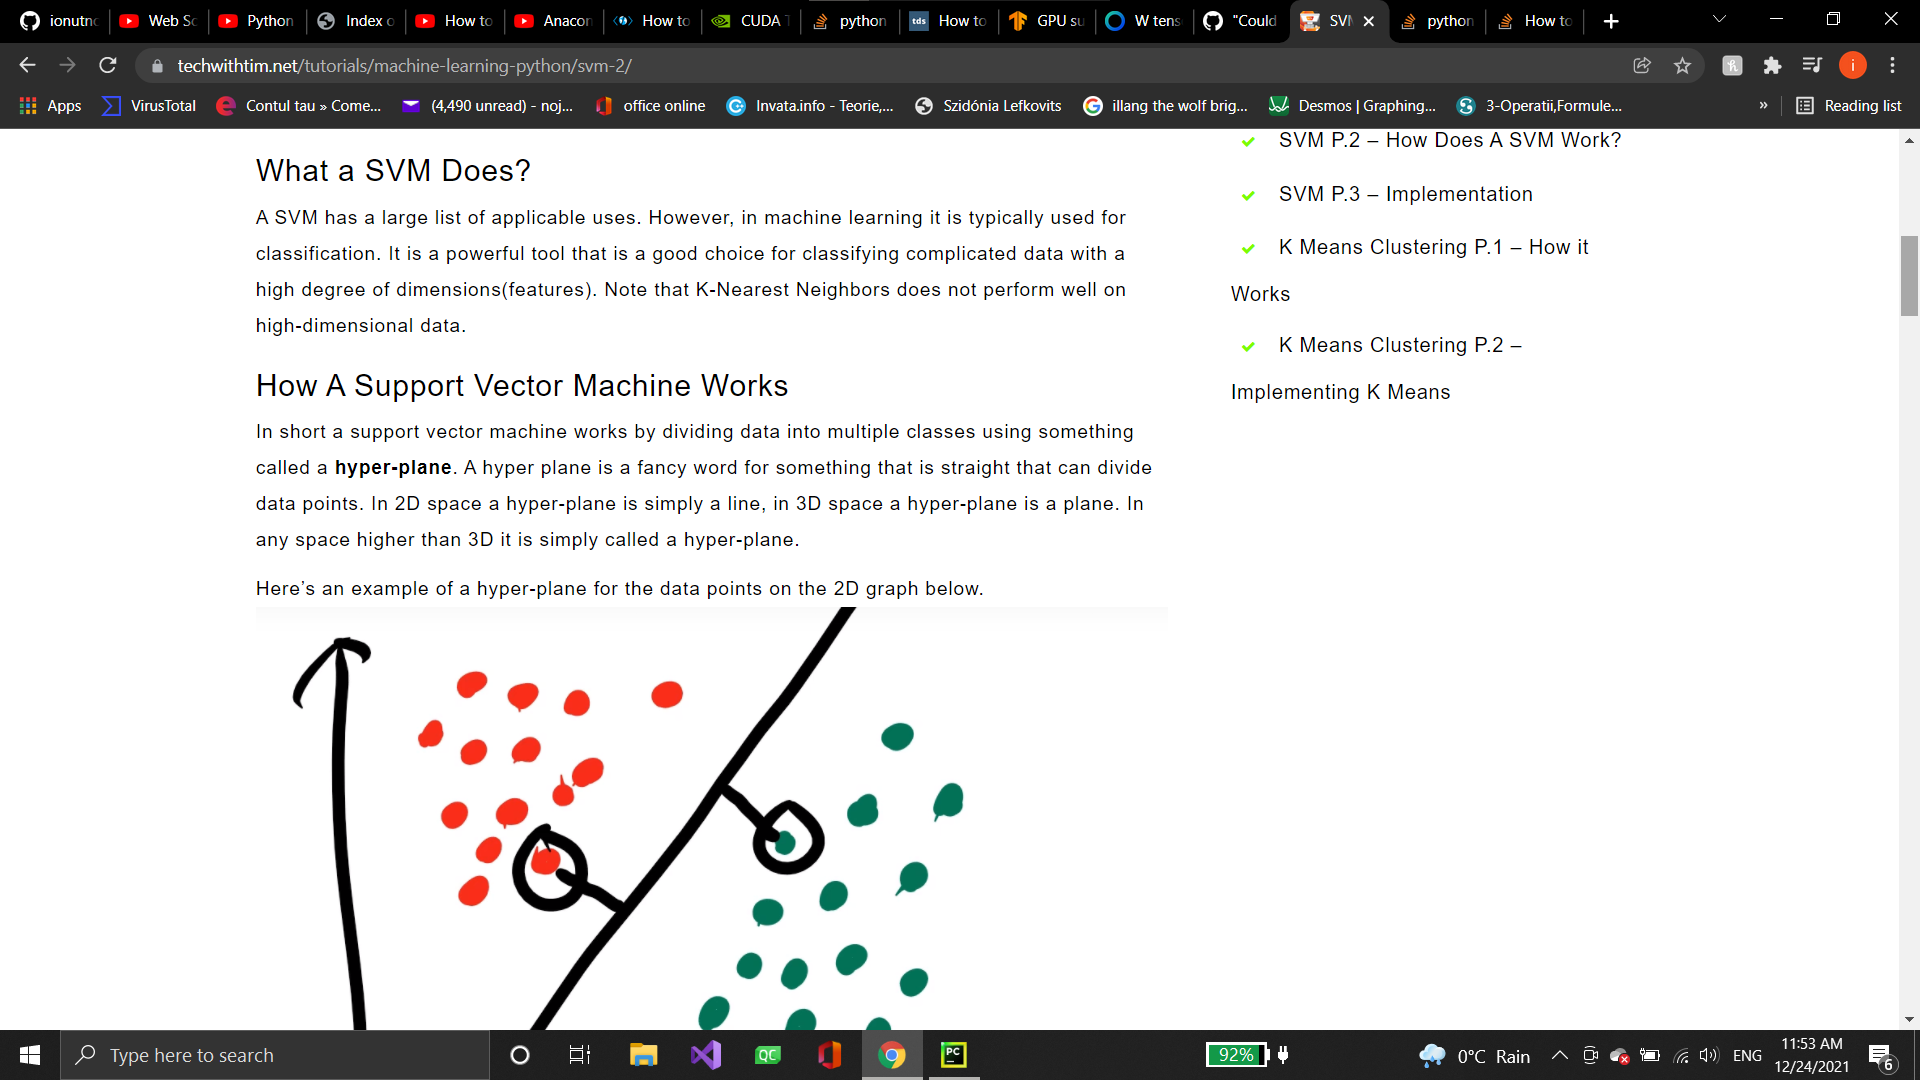 ionutno
Web Sc
Python
Index o
How to
Anacon
How to
CUDA T
python
tds
How to
GPU su
W tens
"Could
SVM
python
How to
techwithtim.net/tutorials/machine-learning-python/svm-2/
i
Apps
VirusTotal
Contul tau » Come...
(4,490 unread) - noj...
office online
Invata.info - Teorie,...
Szidónia Lefkovits
illang the wolf brig...
Desmos | Graphing...
3-Operatii,Formule...
»
Reading list
What a SVM Does?
A SVM has a large list of applicable uses. However, in machine learning it is typically used for
classification. It is a powerful tool that is a good choice for classifying complicated data with a
high degree of dimensions(features). Note that K-Nearest Neighbors does not perform well on
high-dimensional data.
How A Support Vector Machine Works
In short a support vector machine works by dividing data into multiple classes using something
called a hyper-plane. A hyper plane is a fancy word for something that is straight that can divide
data points. In 2D space a hyper-plane is simply a line, in 3D space a hyper-plane is a plane. In
any space higher than 3D it is simply called a hyper-plane.
Here’s an example of a hyper-plane for the data points on the 2D graph below.
SVM P.2 – How Does A SVM Work?
SVM P.3 – Implementation
K Means Clustering P.1 – How it
Works
K Means Clustering P.2 –
Implementing K Means
Type here to search
QC
PC
92%
0°C Rain
ENG
11:53 AM
12/24/2021
6